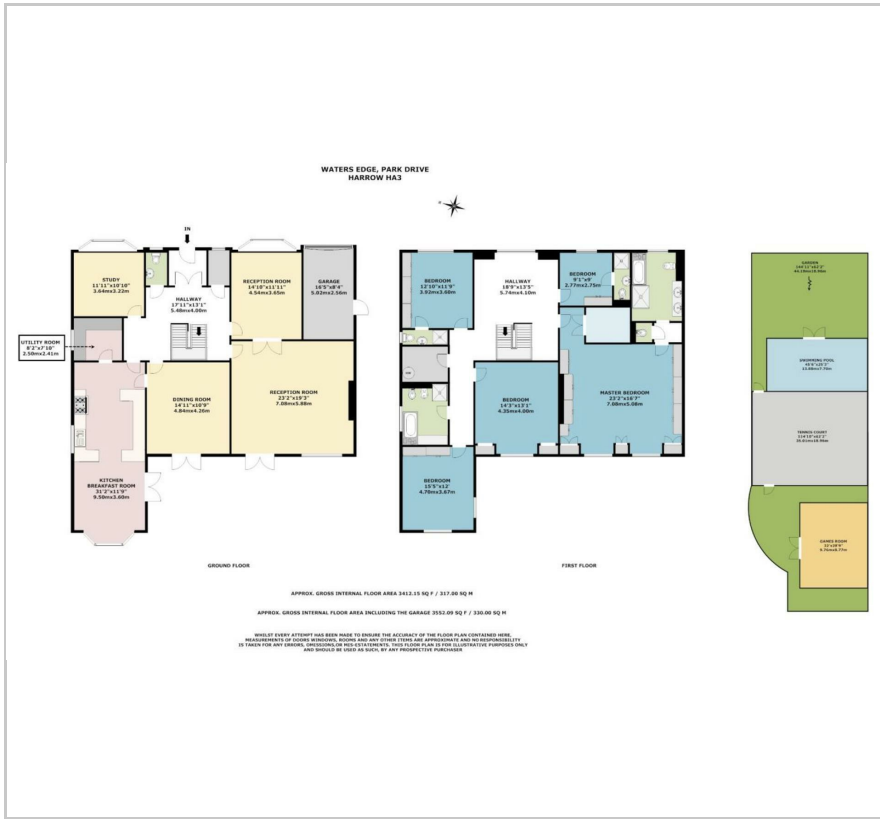 WATERS EDGE, PARK DRIVE
HARROW HA3
IN
STUDY
11'11"x10'10"
3.64mx3.22m
HALLWAY
17'11"x13'1"
5.48mx4.00m
RECEPTION ROOM
14'10"x11'11"
4.54mx3.65m
GARAGE
16'5"x8'4"
5.02mx2.56m
UTILITY ROOM
8'2"x7'10"
2.50mx2.41m
DINING ROOM
14'11"x10'9"
4.84mx4.26m
RECEPTION ROOM
23'2"x19'3"
7.08mx5.88m
KITCHEN
BREAKFAST ROOM
31'2"x11'9"
9.50mx3.60m
GROUND FLOOR
BEDROOM
12'10"x11'9"
3.93mx3.60m
HALLWAY
18'9"x13'5"
5.74mx4.10m
BEDROOM
9'1"x9'
2.77mx2.75m
BEDROOM
14'3"x13'1"
4.35mx4.00m
MASTER BEDROOM
23'2"x16'7"
7.08mx5.08m
BEDROOM
15'5"x12'
4.70mx3.67m
FIRST FLOOR
GARDEN
SWIMMING POOL
TENNIS COURT
GAMES ROOM
APPROX. GROSS INTERNAL FLOOR AREA 3412.15 SQ F / 317.00 SQ M
APPROX. GROSS INTERNAL FLOOR AREA INCLUDING THE GARAGE 3552.09 SQ F / 330.00 SQ M
WHILST EVERY ATTEMPT HAS BEEN MADE TO ENSURE THE ACCURACY OF THE FLOOR PLAN CONTAINED HERE,
MEASUREMENTS OF DOORS WINDOWS, ROOMS AND ANY OTHER ITEMS ARE APPROXIMATE AND NO RESPONSIBILITY
IS TAKEN FOR ANY ERRORS, OMISSIONS,OR MIS-ESTATEMENTS. THIS FLOOR PLAN IS FOR ILLUSTRATIVE PURPOSES ONLY
AND SHOULD BE USED AS SUCH, BY ANY PROSPECTIVE PURCHASER